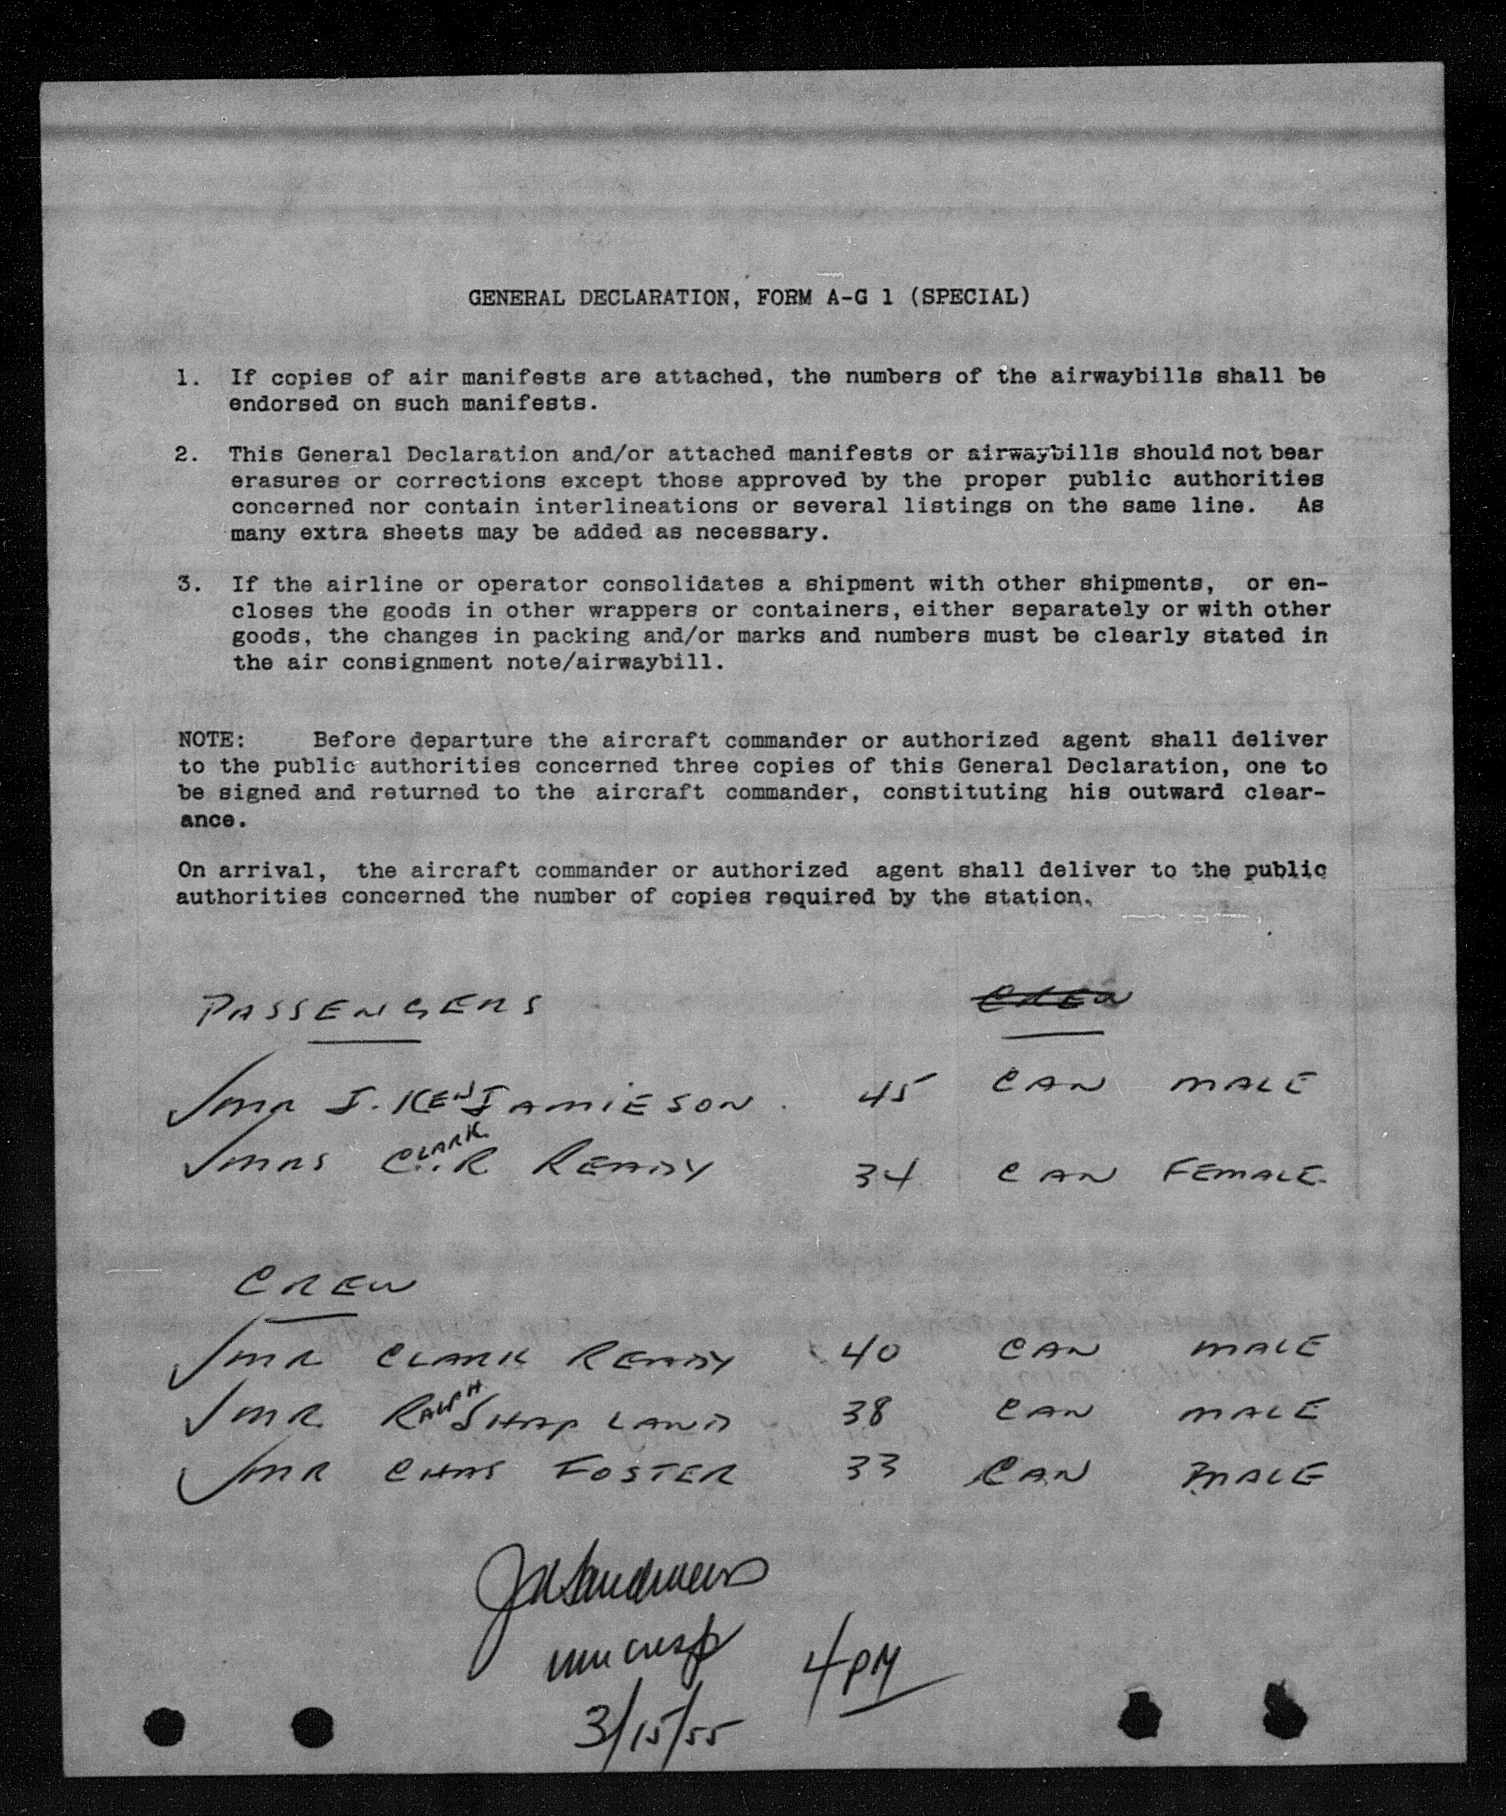 GENERAL DECLARATION, FORM A-G 1 (SPECIAL)
1. If copies of air manifests are attached, the numbers of the airwaybills shall be
endorsed on such manifests.
2. This General Declaration and/or attached manifests or airwaybills should not bear
erasures or corrections except those approved by the proper public authorities
concerned nor contain interlineations or several listings on the same line. As
many extra sheets may be added as necessary.
3. If the airline or operator consolidates a shipment with other shipments, or en-
closes the goods in other wrappers or containers, either separately or with other
goods, the changes in packing and/or marks and numbers must be clearly stated in
the air consignment note/airwaybill.
NOTE: Before departure the aircraft commander or authorized agent shall deliver
to the public authorities concerned three copies of this General Declaration, one to
be signed and returned to the aircraft commander, constituting his outward clear-
ance.
On arrival, the aircraft commander or authorized agent shall deliver to the public
authorities concerned the number of copies required by the station.
PASSENGERS CREW
√ MR J. KEN JAMIESON. 45 CAN MALE
√ MRS CLARK R READY 34 CAN FEMALE.
CREW
√ MR CLARK READY 40 CAN MALE
√ MR RALPH SHAPLAND 38 CAN MALE
√ MR CHAS FOSTER 33 CAN MALE
4 PM
3/15/55